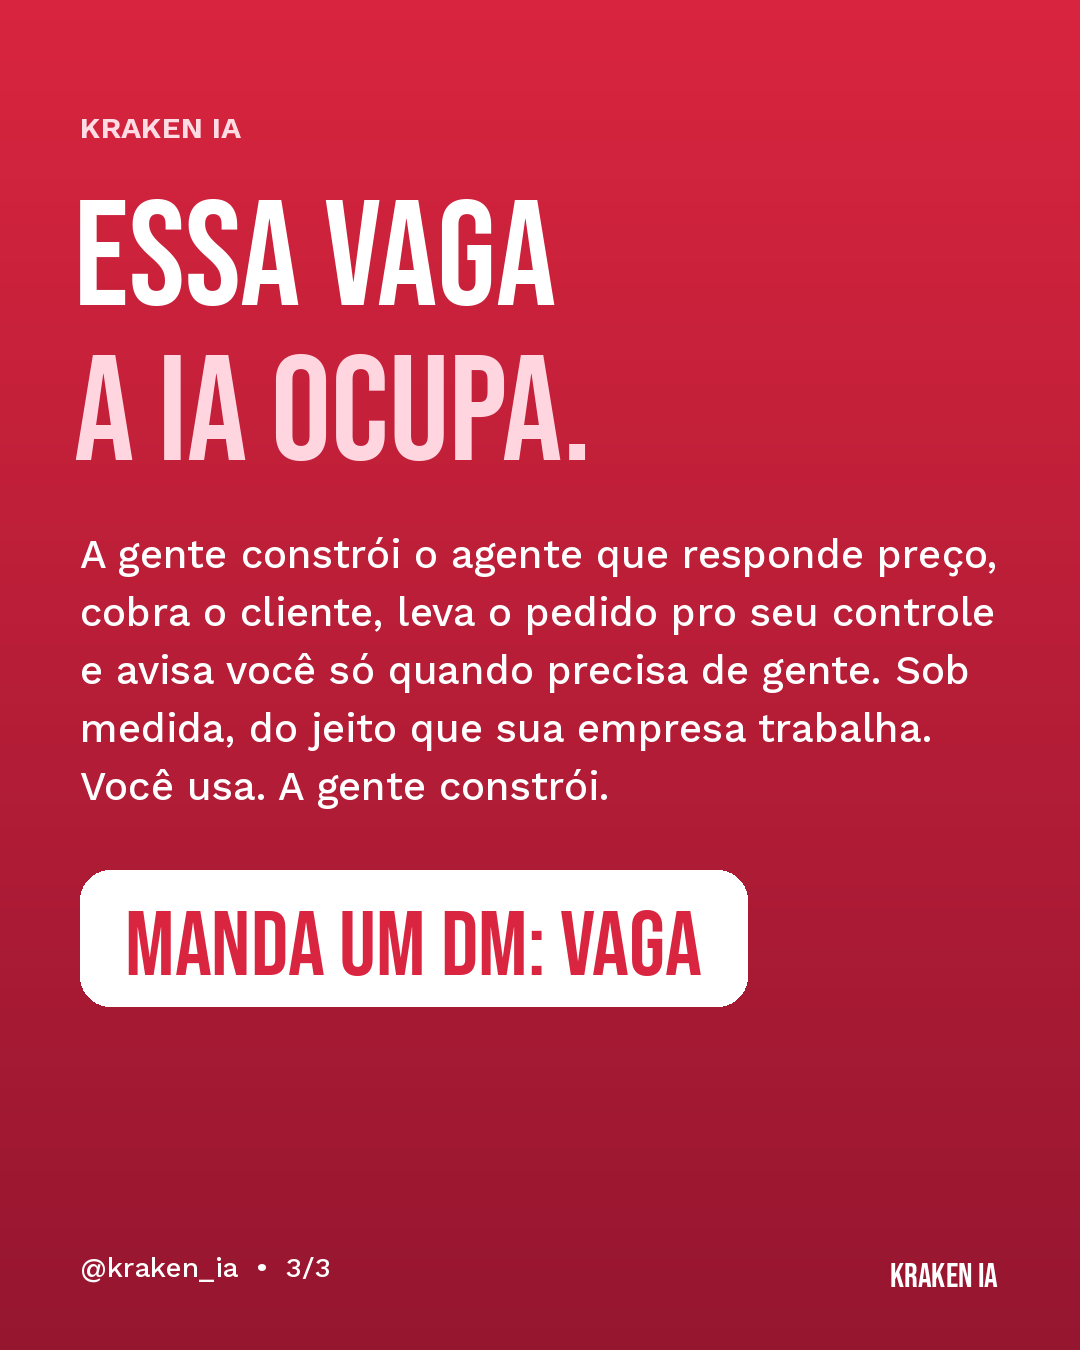 KRAKEN IA
ESSA VAGA
A IA OCUPA.
A gente constrói o agente que responde preço,
cobra o cliente, leva o pedido pro seu controle
e avisa você só quando precisa de gente. Sob
medida, do jeito que sua empresa trabalha.
Você usa. A gente constrói.
MANDA UM DM: VAGA
@kraken_ia • 3/3
KRAKEN IA